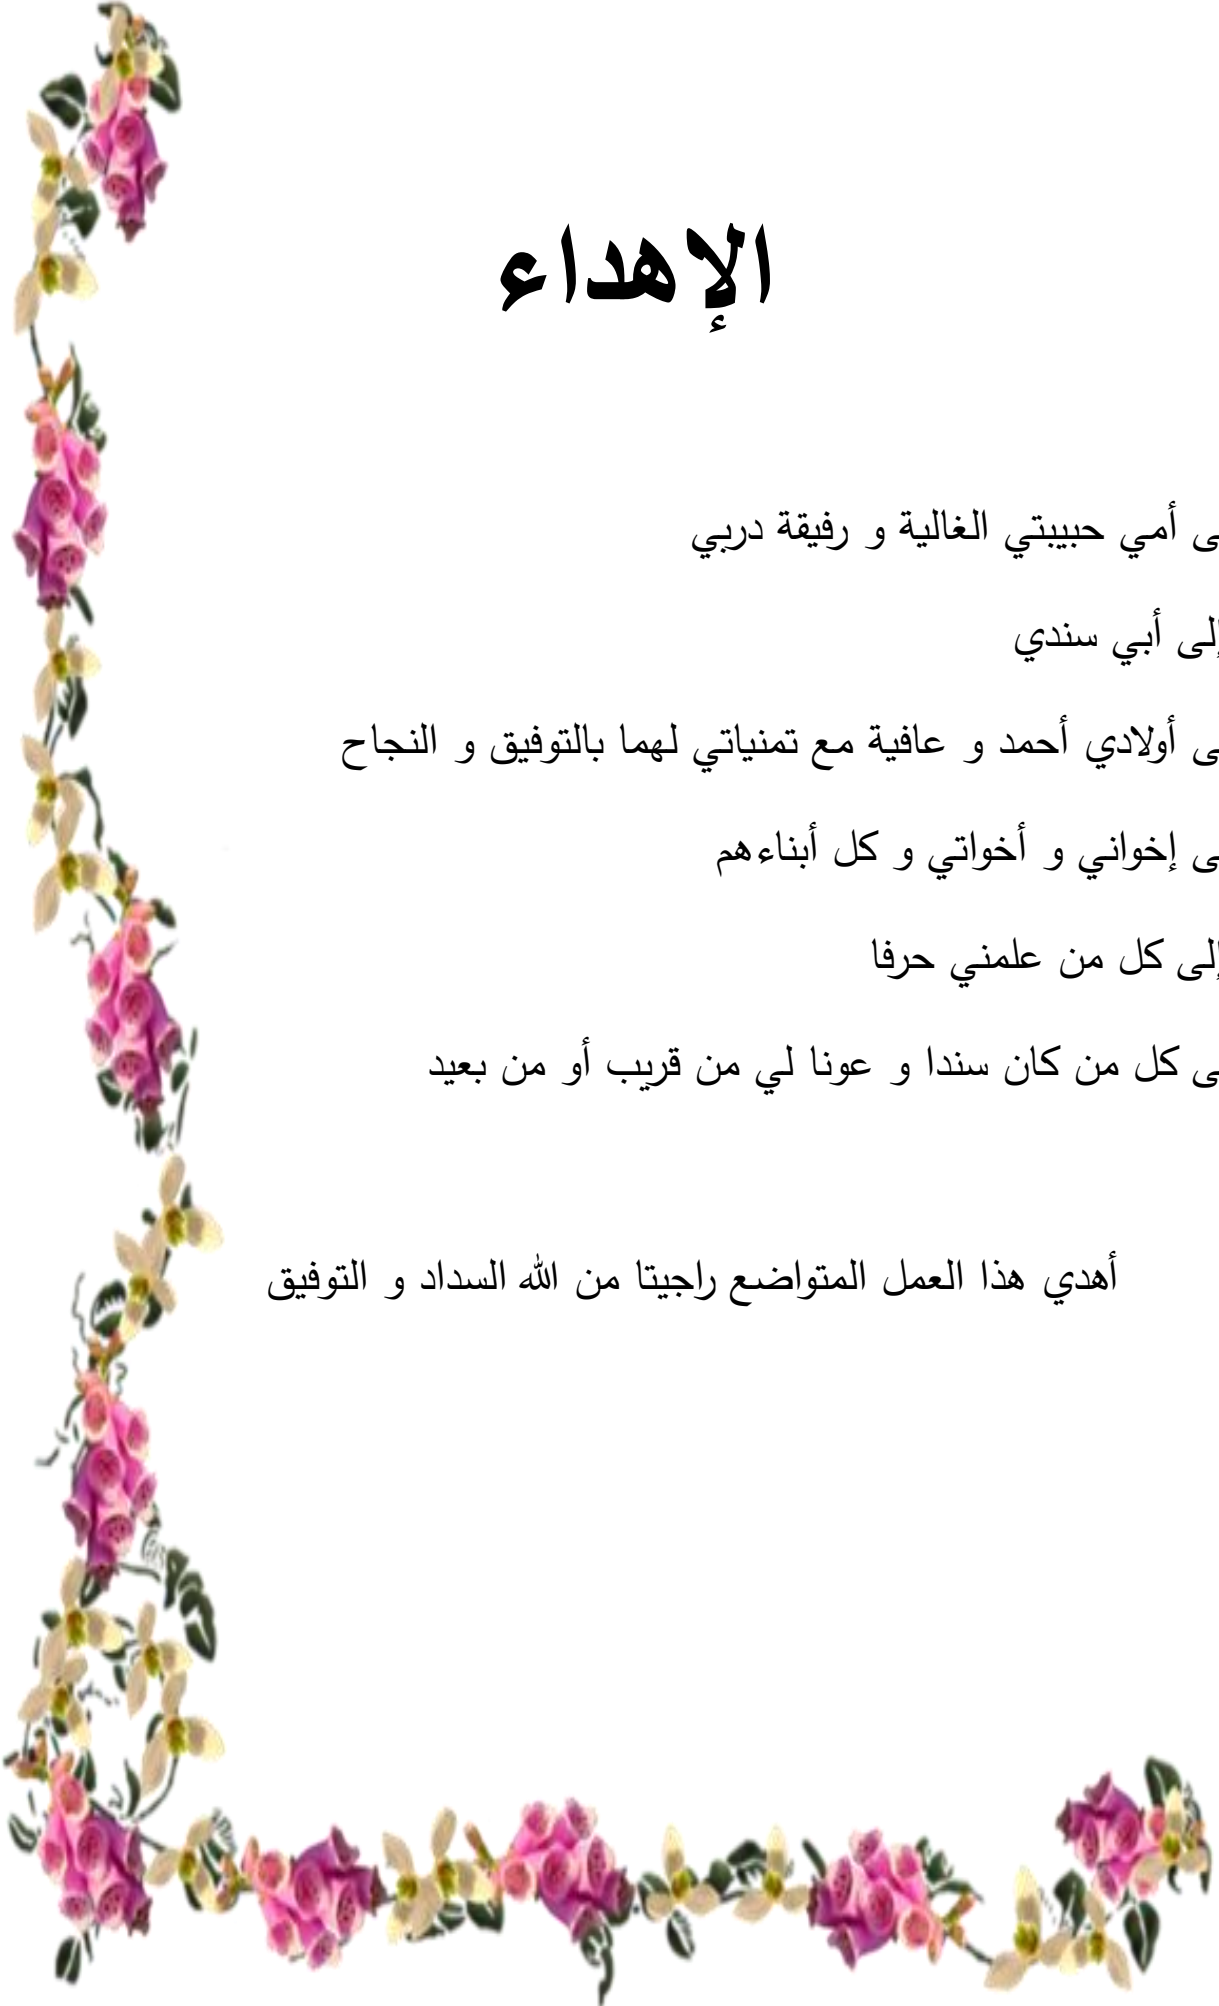 الإهداء
ى أمي حبيبتي الغالية و رفيقة دربي
إلى أبي سندي
ى أولادي أحمد و عافية مع تمنياتي لهما بالتوفيق و النجاح
ى إخواني و أخواتي و كل أبناءهم
إلى كل من علمني حرفا
ى كل من كان سندا و عونا لي من قريب أو من بعيد
أهدي هذا العمل المتواضع راجيتا من الله السداد و التوفيق